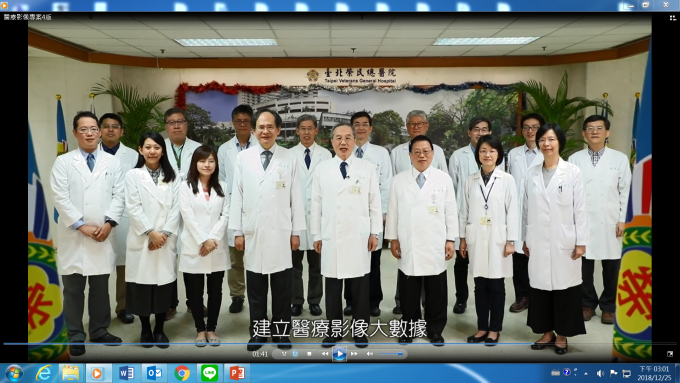 醫療影像專案4版
臺北榮民總醫院
Taipei Veterans General Hospital
建立醫療影像大數據
01:41
下午 03:01
2018/12/25